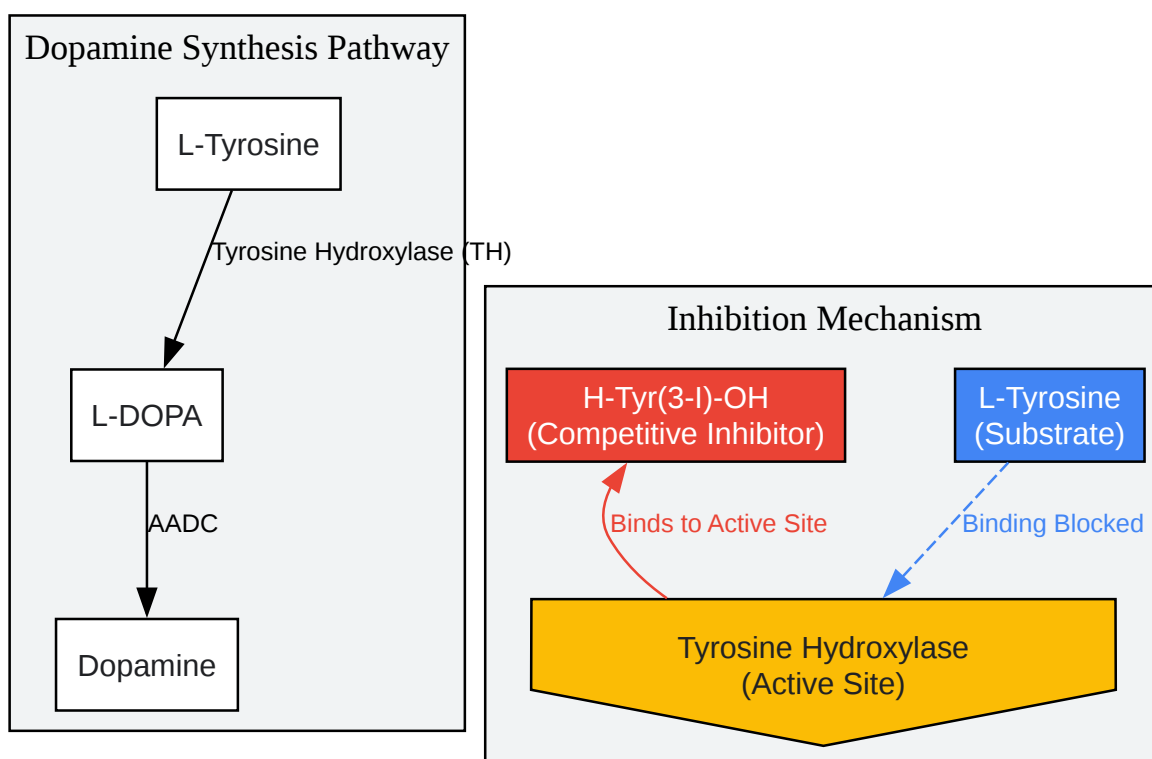 Dopamine Synthesis Pathway
L-Tyrosine
Tyrosine Hydroxylase (TH)
L-DOPA
AADC
Dopamine
Inhibition Mechanism
H-Tyr(3-I)-OH
(Competitive Inhibitor)
L-Tyrosine
(Substrate)
Binds to Active Site
Binding Blocked
Tyrosine Hydroxylase
(Active Site)